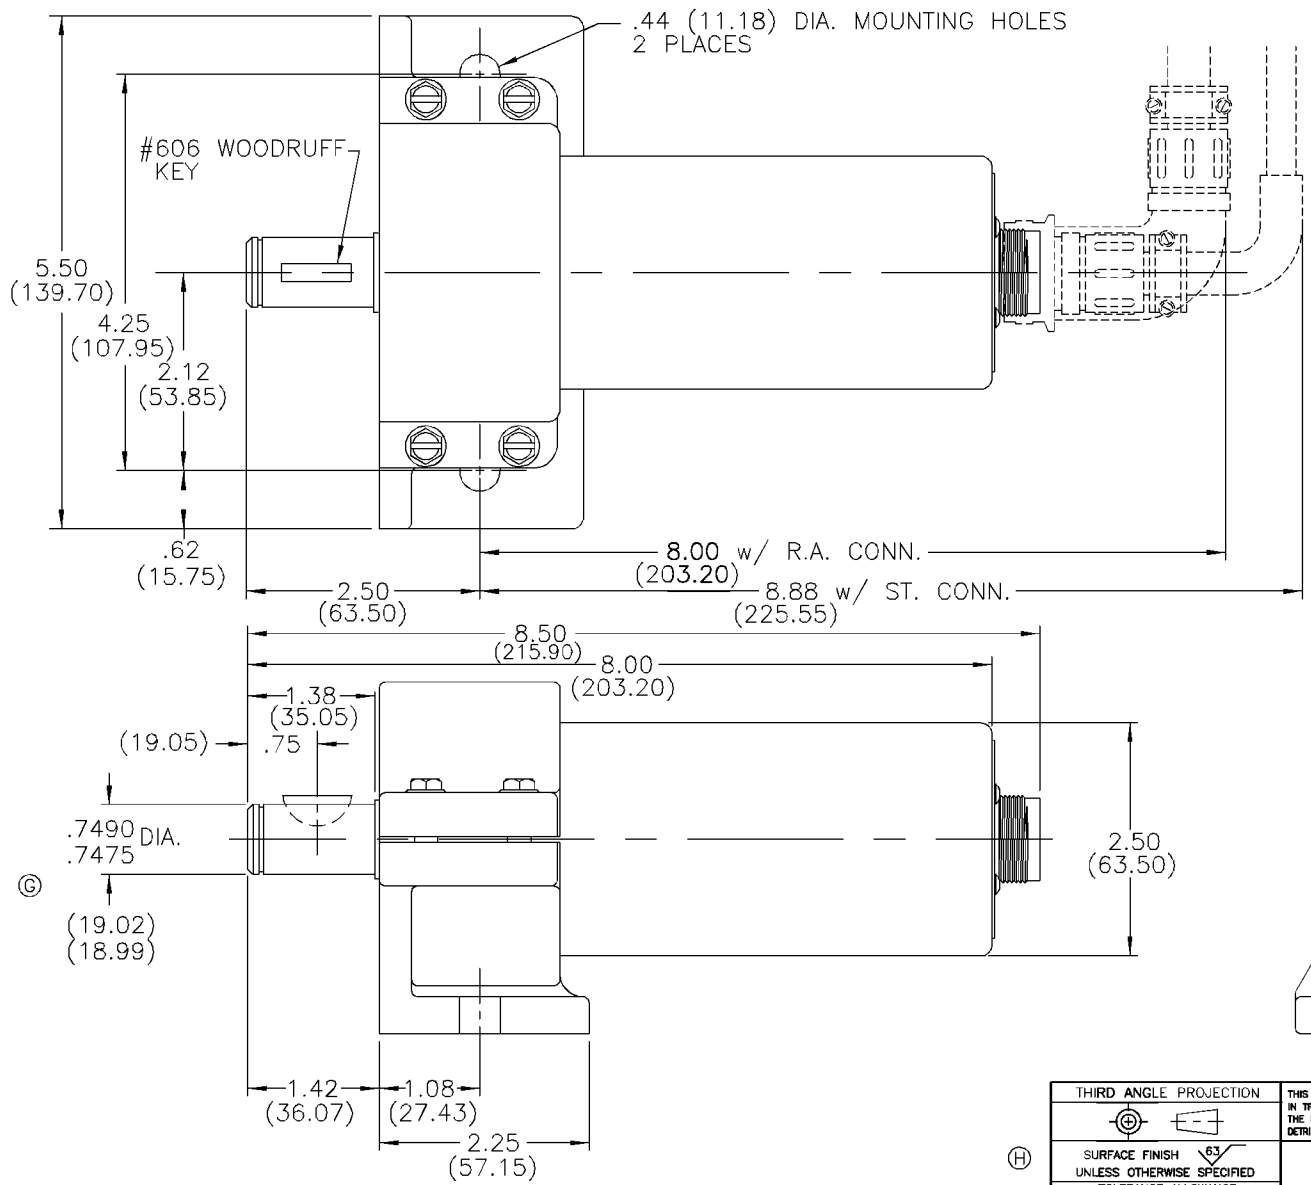 .44 (11.18) DIA. MOUNTING HOLES
2 PLACES
#606 WOODRUFF
KEY
5.50
(139.70)
4.25
(107.95)
2.12
(53.85)
.62
(15.75)
8.00 w/ R.A. CONN.
(203.20)
2.50
(63.50)
8.88 w/ ST. CONN.
(225.55)
8.50
(215.90)
8.00
(203.20)
1.38
(35.05)
(19.05) .75
.7490 DIA.
.7475
G
(19.02)
(18.99)
2.50
(63.50)
1.42
(36.07)
1.08
(27.43)
2.25
(57.15)
H
THIRD ANGLE PROJECTION
SURFACE FINISH 63
UNLESS OTHERWISE SPECIFIED
THIS
THE